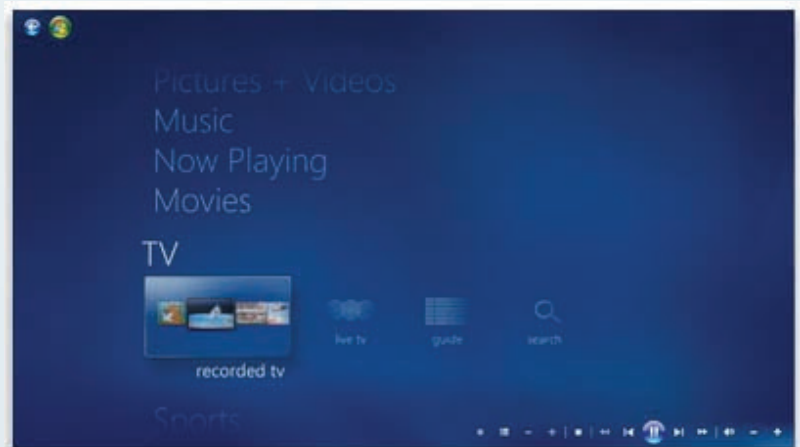 Pictures + Videos
Music
Now Playing
Movies
TV
live tv
guide
search
recorded tv
Sports